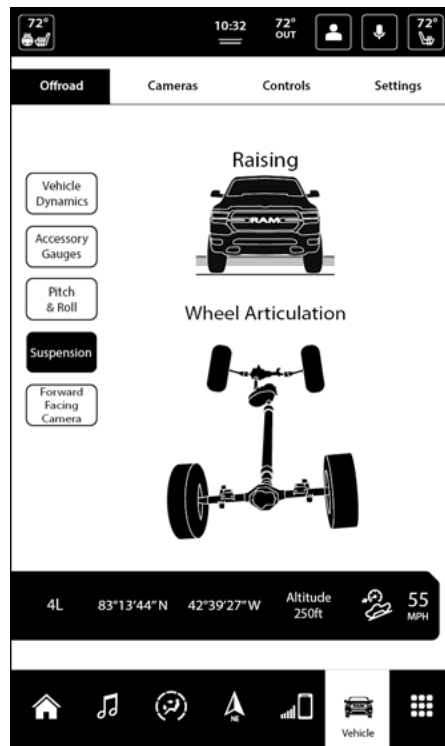 72°
10:32
72°
OUT
72°
Offroad
Cameras
Controls
Settings
Raising
RAM
Vehicle
Dynamics
Accessory
Gauges
Pitch
& Roll
Wheel Articulation
Suspension
Forward
Facing
Camera
4L
83°13'44"N
42°39'27"W
Altitude
250ft
55
MPH
NE
Vehicle